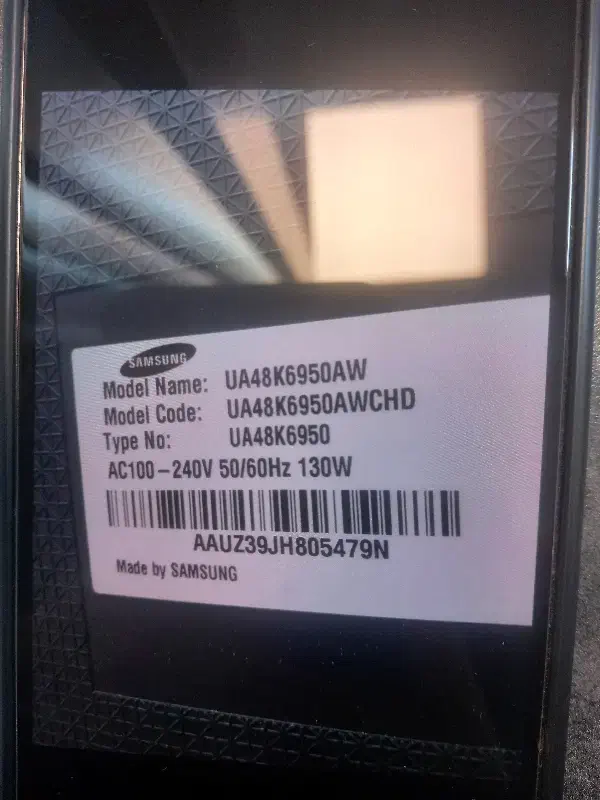 SAMSUNG
Model Name: UA48K6950AW
Model Code: UA48K6950AWCHD
Type No: UA48K6950
AC100-240V 50/60Hz 130W
AAUZ39JH805479N
Made by SAMSUNG